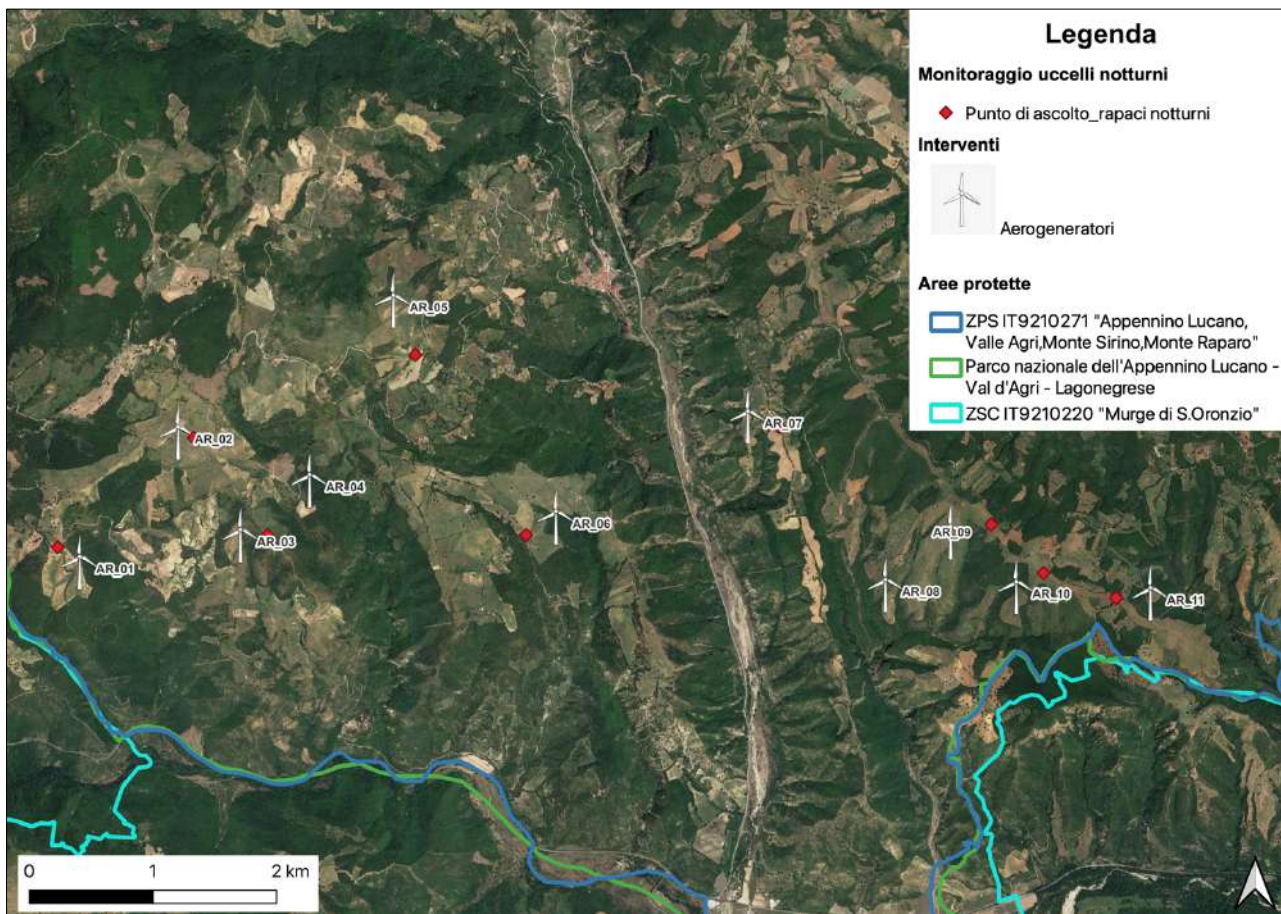 Legenda
Monitoraggio uccelli notturni
Punto di ascolto_rapaci notturni
Interventi
Aerogeneratori
Aree protette
ZPS IT9210271 "Appennino Lucano,
Valle Agri,Monte Sirino,Monte Raparo"
Parco nazionale dell'Appennino Lucano -
Val d'Agri - Lagonegrese
ZSC IT9210220 "Murge di S.Oronzio"
AR_05
AR_07
AR_02
AR_04
AR_06
AR_09
AR_03
AR_01
AR_08
AR_10
AR_11
0 1 2 km